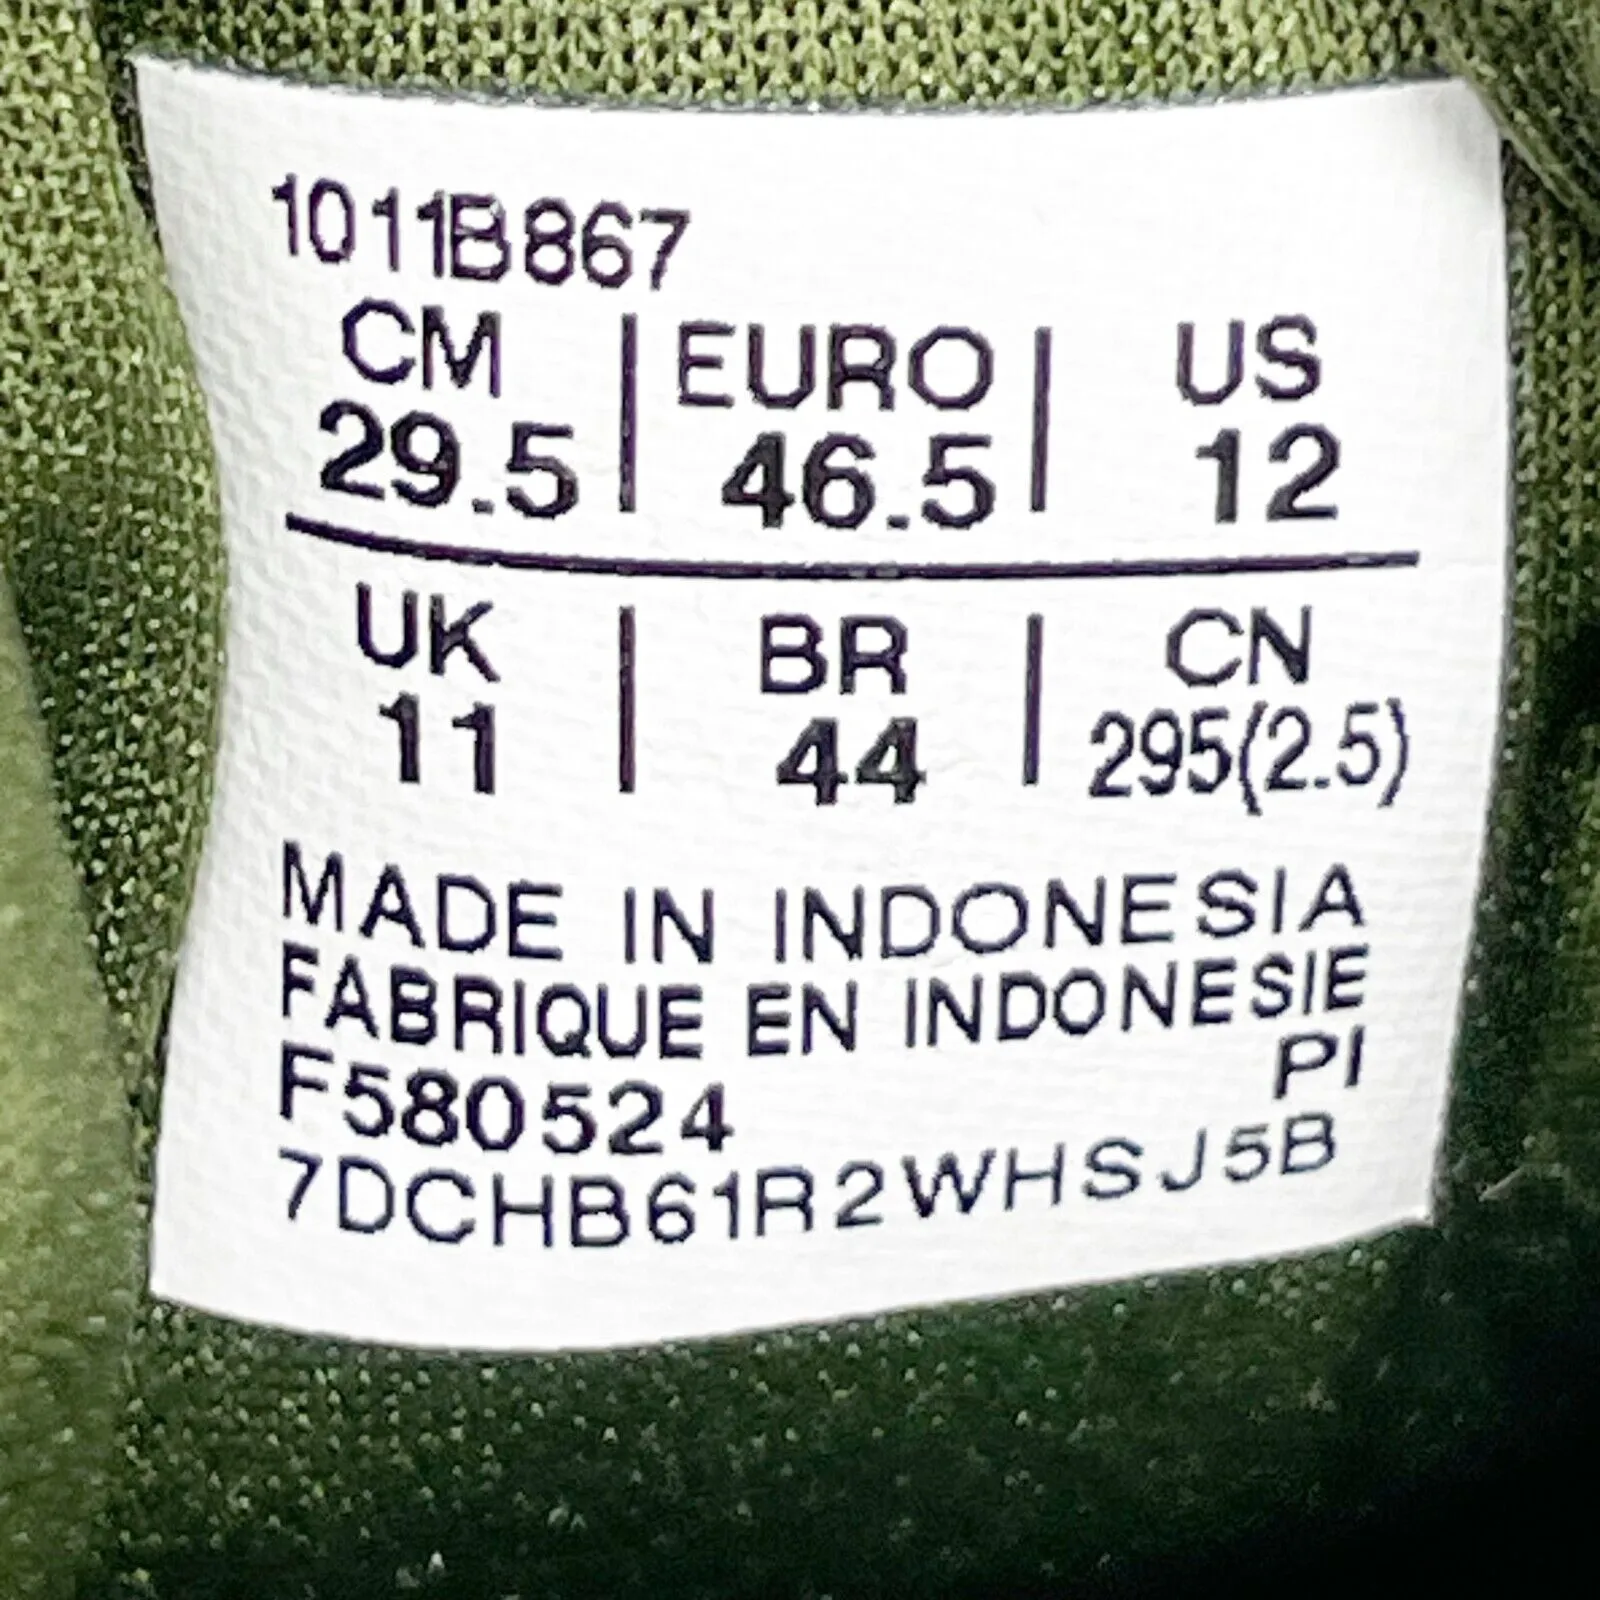 1011B867
CM | EURO | US
29.5 | 46.5 | 12
UK | BR | CN
11 | 44 | 295(2.5)
MADE IN INDONESIA
FABRIQUE EN INDONESIE
PI
F580524
7DCHB61R2WHSJ5B